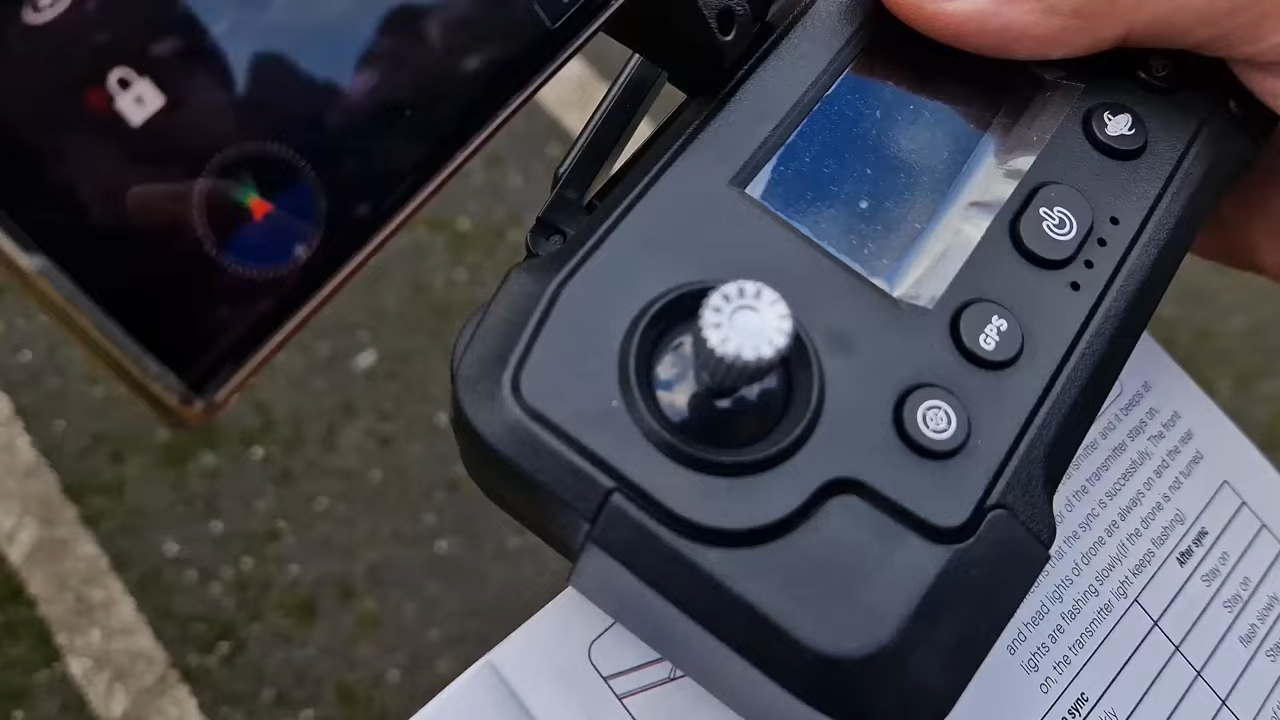 GPS
ansmitter and it beeps at
or of the transmitter stays on.
eans that the sync is successfully. The front
and head lights of drone are always on and the rear
lights are flashing slowly(If the drone is not turned
on, the transmitter light keeps flashing)
After sync
Stay on
Stay on
flash slowly
sync